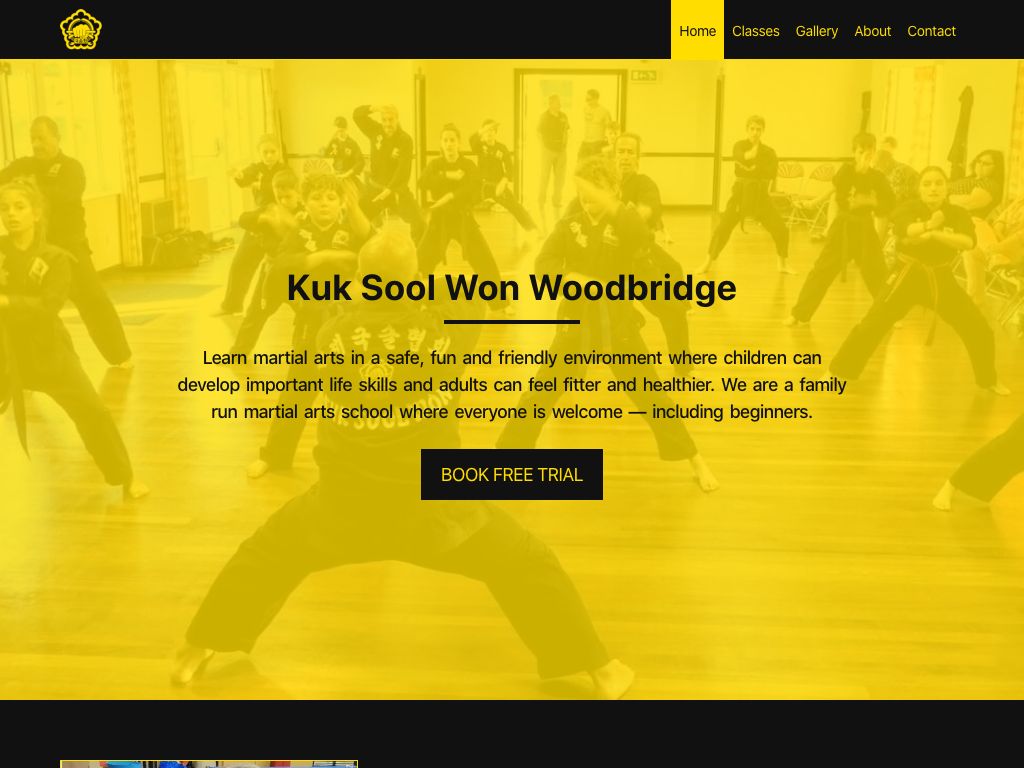 Home Classes Gallery About Contact
Kuk Sool Won Woodbridge
Learn martial arts in a safe, fun and friendly environment where children can
develop important life skills and adults can feel fitter and healthier. We are a family
run martial arts school where everyone is welcome — including beginners.
BOOK FREE TRIAL